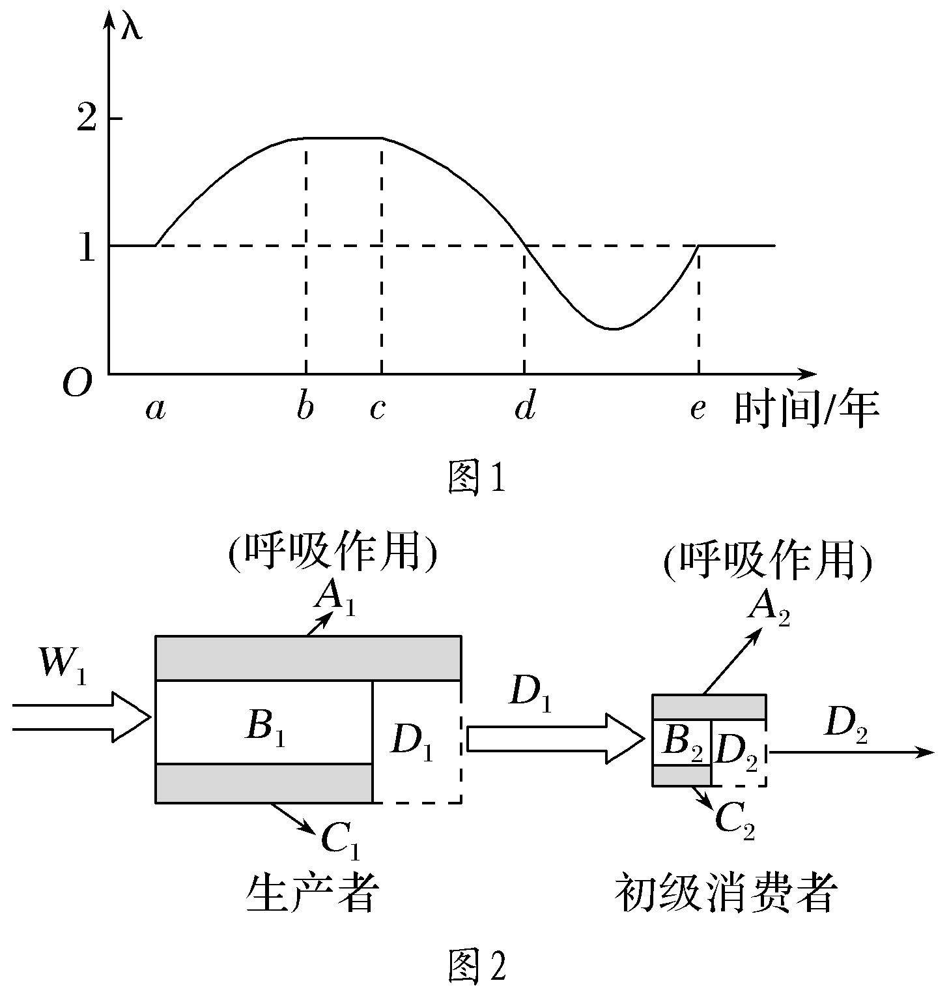 λ
2
1
O
a b c d e 时间/年
图1
(呼吸作用) (呼吸作用)
A₁ A₂
W₁
B₁ D₁ D₁ B₂ D₂ D₂
C₁ C₂
生产者 初级消费者
图2